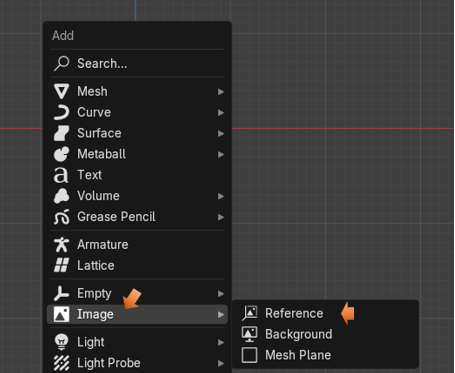 Add
Search...
Mesh
Curve
Surface
Metaball
Text
Volume
Grease Pencil
Armature
Lattice
Empty
Image
Light
Light Probe
Reference
Background
Mesh Plane